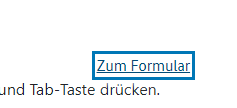 Zum Formular
und Tab-Taste drücken.